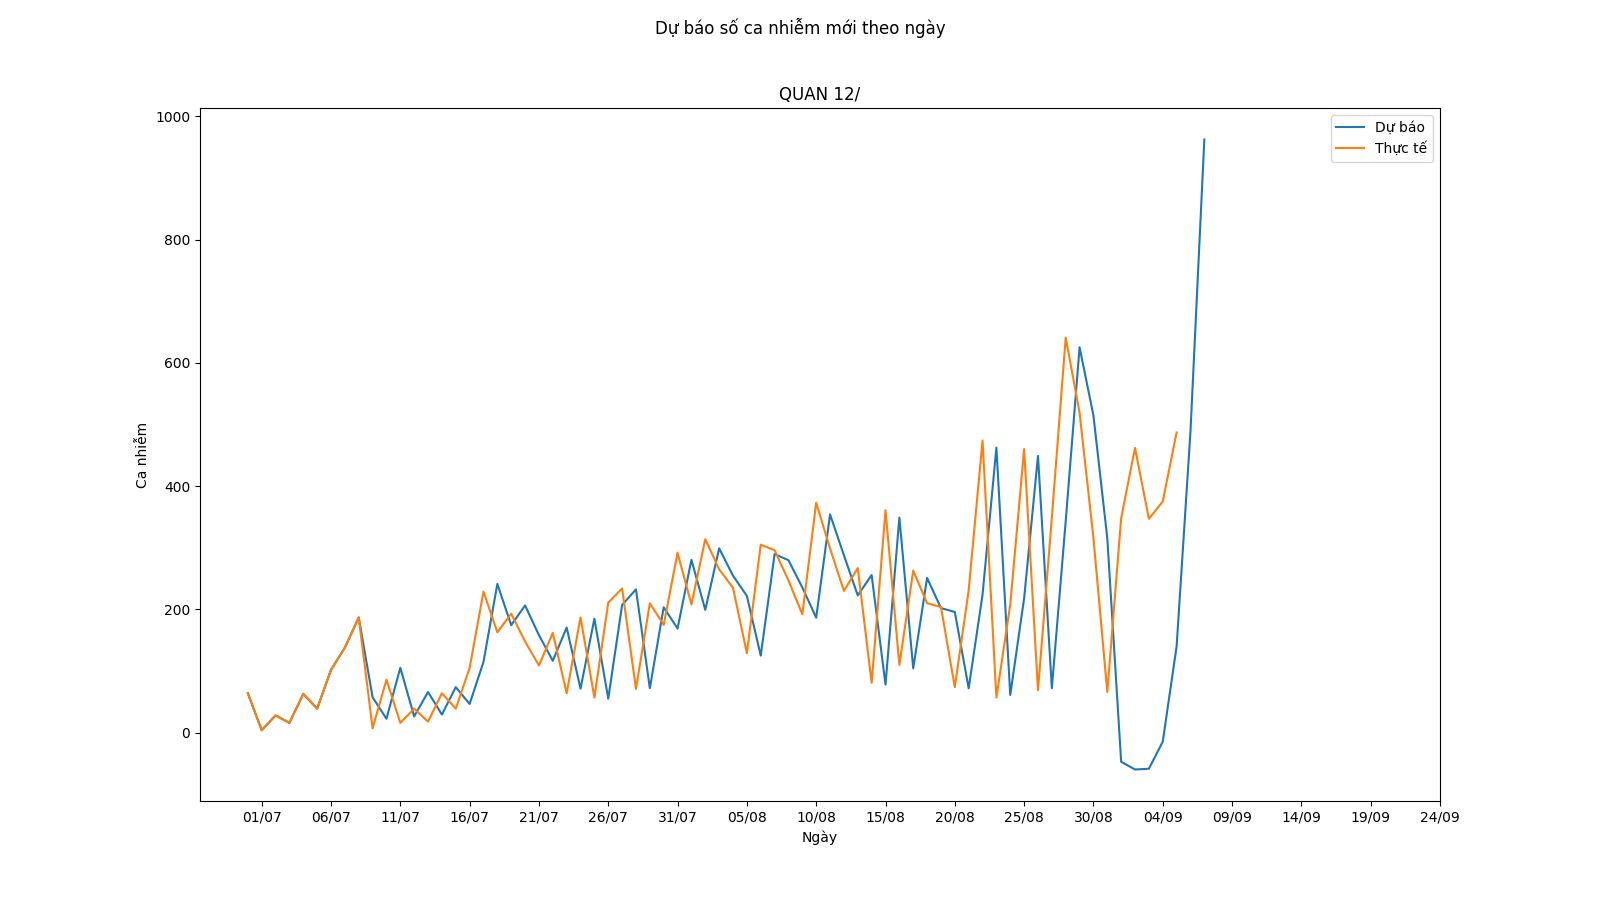 Dự báo số ca nhiễm mới theo ngày
QUAN 12/
Dự báo
Thực tế
1000
800
600
400
200
0
Ca nhiễm
01/07 06/07 11/07 16/07 21/07 26/07 31/07 05/08 10/08 15/08 20/08 25/08 30/08 04/09 09/09 14/09 19/09 24/09
Ngày